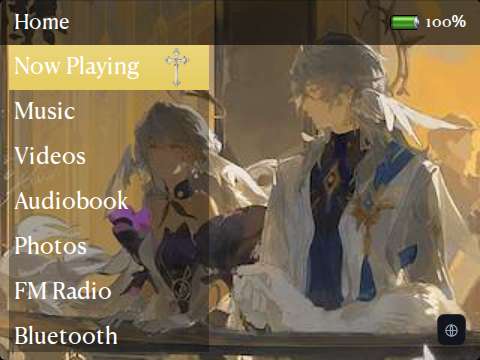 Home
100%
Now Playing
Music
Videos
Audiobook
Photos
FM Radio
Bluetooth